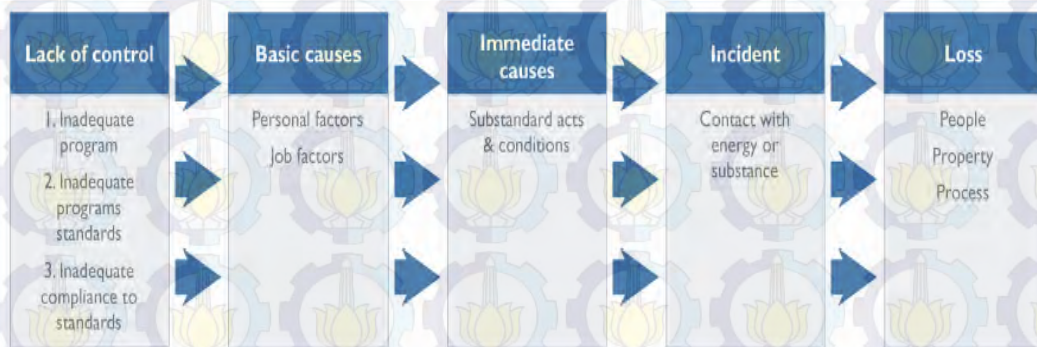 Lack of control
1. Inadequate
program
2. Inadequate
programs
standards
3. Inadequate
compliance to
standards
Basic causes
Personal factors
Job factors
Immediate
causes
Substandard acts
& conditions
Incident
Contact with
energy or
substance
Loss
People
Property
Process